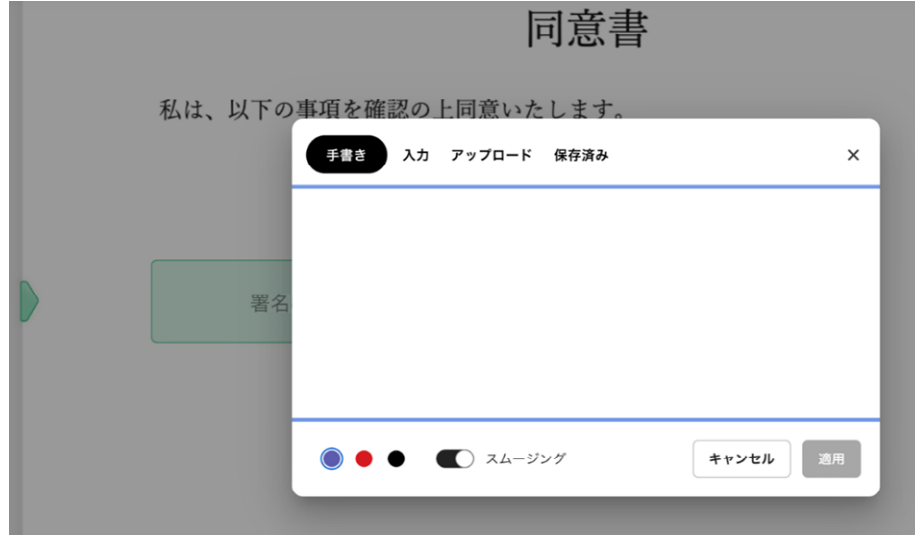 同意書
私は、以下の事項を確認の上同意いたします。
手書き 入力 アップロード 保存済み ×
署名
スムージング キャンセル 適用